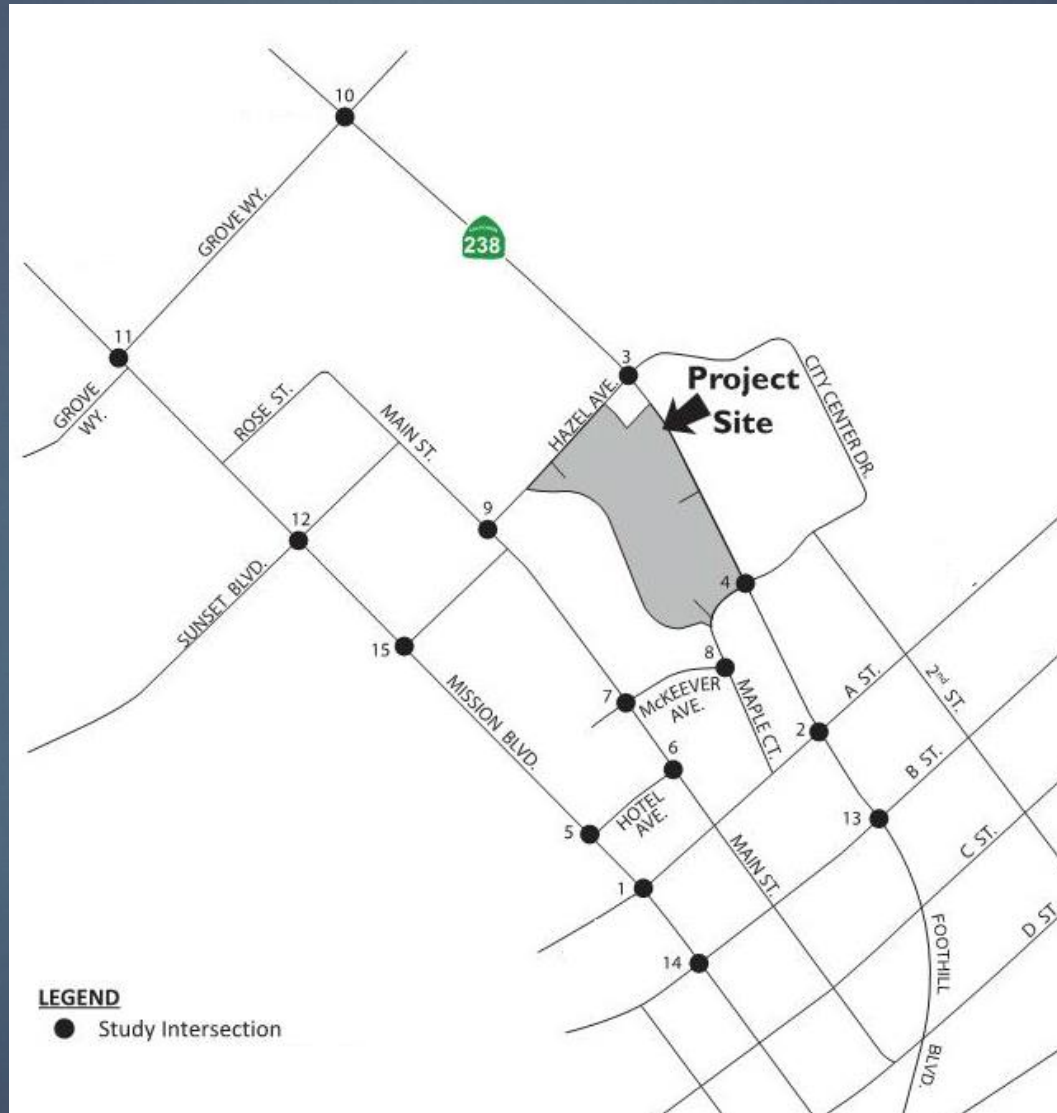 10
GROVE WY.
CALIFORNIA
238
11
3
Project
Site
GROVE
WY.
ROSE ST.
MAIN ST.
HAZEL AVE.
CITY CENTER DR.
9
12
4
SUNSET BLVD.
15
8
2nd ST.
A ST.
MISSION BLVD.
7
McKEEVER
AVE.
MAPLE CT.
2
6
B ST.
HOTEL
AVE.
5
13
C ST.
MAIN ST.
1
D ST
FOOTHILL
14
BLVD.
LEGEND
Study Intersection